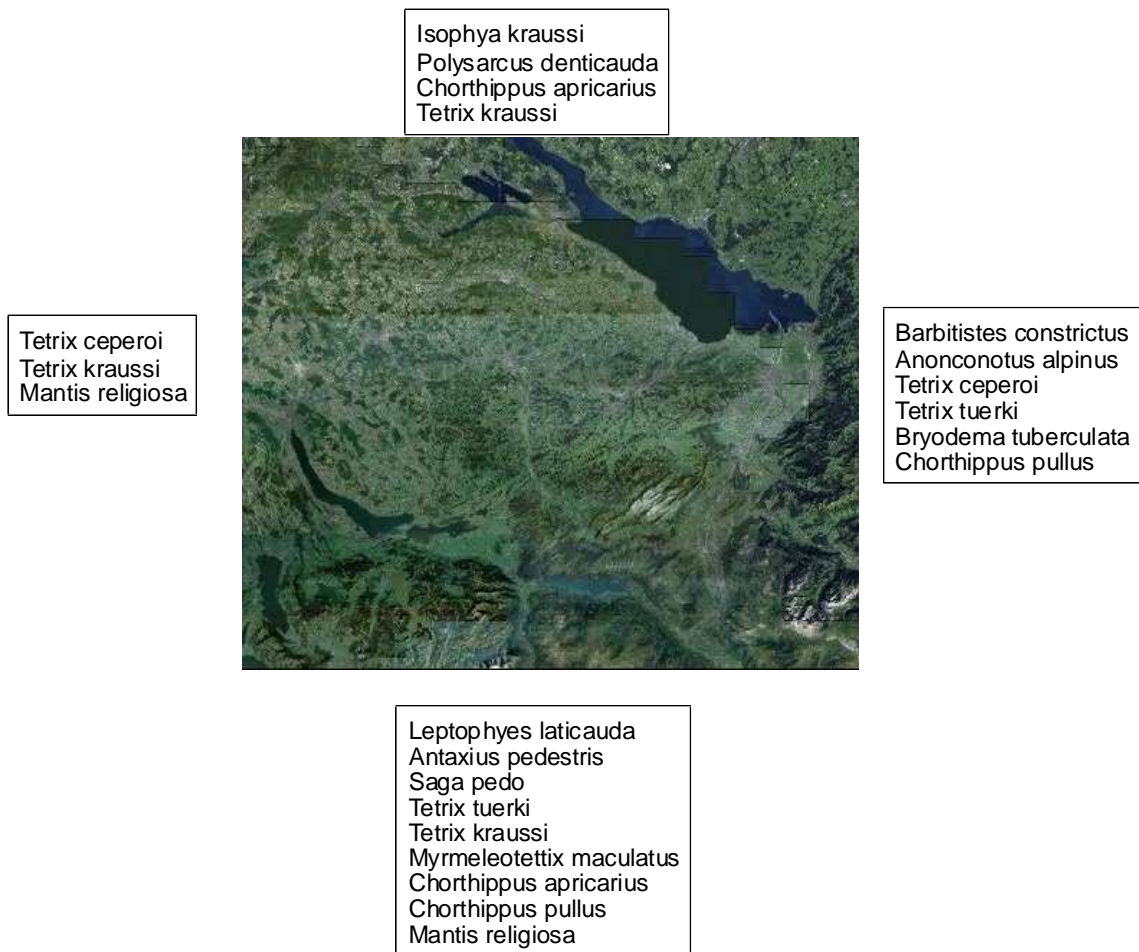 Isophya kraussi
Polysarcus denticauda
Chorthippus apricarius
Tetrix kraussi
Tetrix ceperoi
Tetrix kraussi
Mantis religiosa
Barbitistes constrictus
Anonconotus alpinus
Tetrix ceperoi
Tetrix tuerki
Bryodema tuberculata
Chorthippus pullus
Leptophyes laticauda
Antaxius pedestris
Saga pedo
Tetrix tuerki
Tetrix kraussi
Myrmeleotettix maculatus
Chorthippus apricarius
Chorthippus pullus
Mantis religiosa